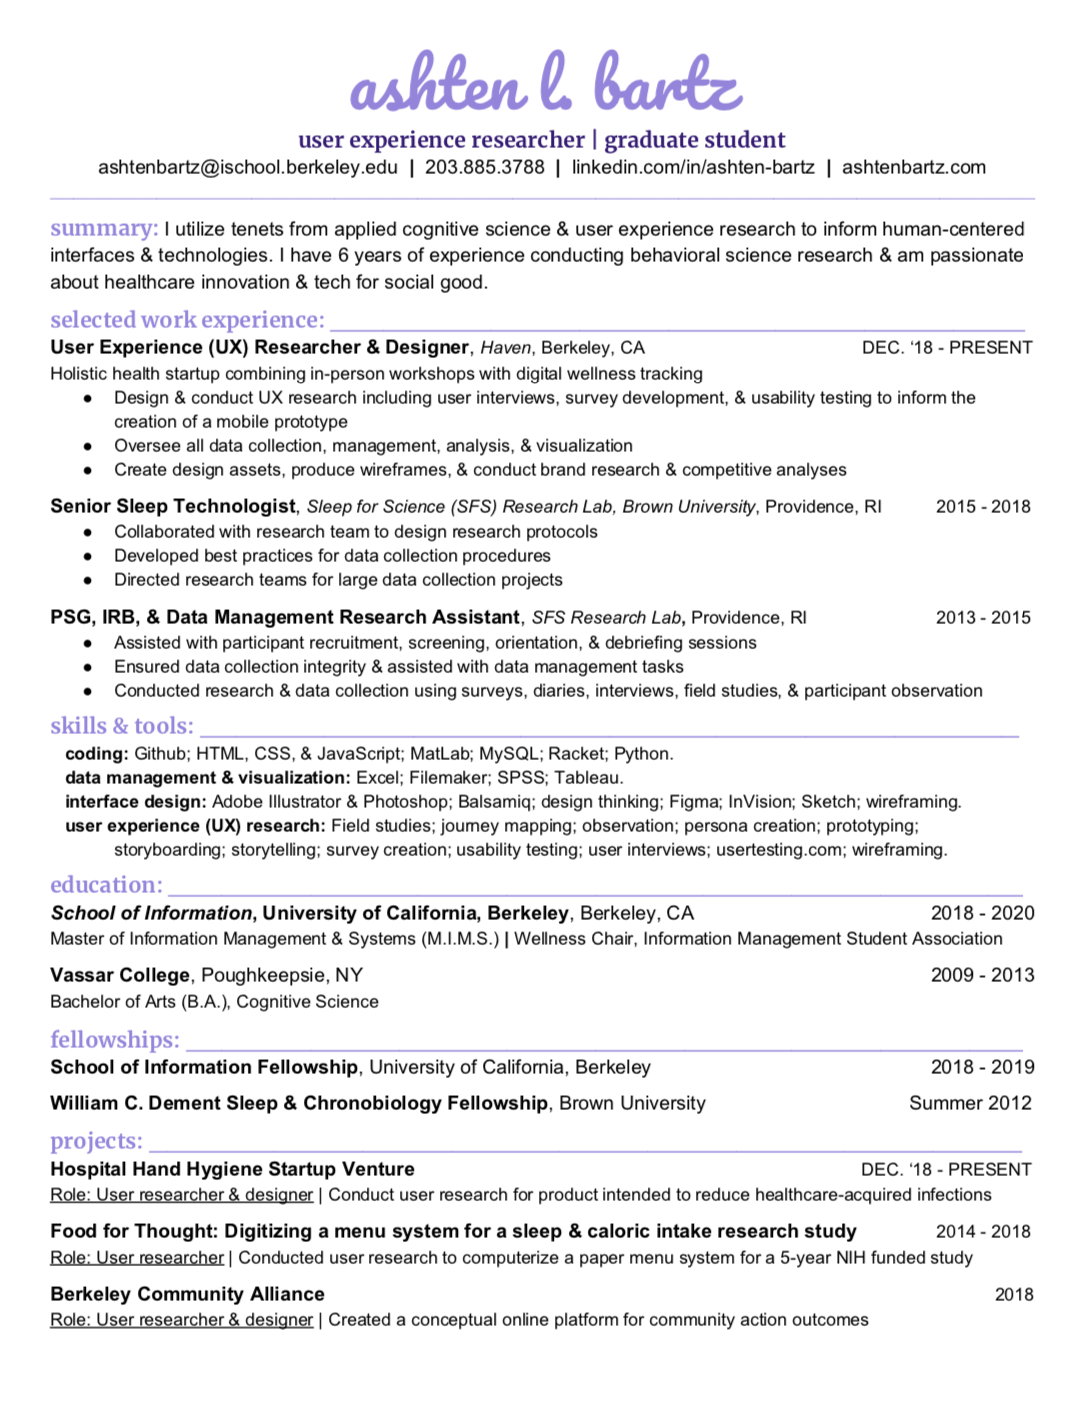 ashten l. bartz
user experience researcher | graduate student
ashtenbartz@ischool.berkeley.edu | 203.885.3788 | linkedin.com/in/ashten-bartz | ashtenbartz.com
summary: I utilize tenets from applied cognitive science & user experience research to inform human-centered
interfaces & technologies. I have 6 years of experience conducting behavioral science research & am passionate
about healthcare innovation & tech for social good.
selected work experience:
User Experience (UX) Researcher & Designer, Haven, Berkeley, CA DEC. ‘18 - PRESENT
Holistic health startup combining in-person workshops with digital wellness tracking
● Design & conduct UX research including user interviews, survey development, & usability testing to inform the
creation of a mobile prototype
● Oversee all data collection, management, analysis, & visualization
● Create design assets, produce wireframes, & conduct brand research & competitive analyses
Senior Sleep Technologist, Sleep for Science (SFS) Research Lab, Brown University, Providence, RI 2015 - 2018
● Collaborated with research team to design research protocols
● Developed best practices for data collection procedures
● Directed research teams for large data collection projects
PSG, IRB, & Data Management Research Assistant, SFS Research Lab, Providence, RI 2013 - 2015
● Assisted with participant recruitment, screening, orientation, & debriefing sessions
● Ensured data collection integrity & assisted with data management tasks
● Conducted research & data collection using surveys, diaries, interviews, field studies, & participant observation
skills & tools:
coding: Github; HTML, CSS, & JavaScript; MatLab; MySQL; Racket; Python.
data management & visualization: Excel; Filemaker; SPSS; Tableau.
interface design: Adobe Illustrator & Photoshop; Balsamiq; design thinking; Figma; InVision; Sketch; wireframing.
user experience (UX) research: Field studies; journey mapping; observation; persona creation; prototyping;
storyboarding; storytelling; survey creation; usability testing; user interviews; usertesting.com; wireframing.
education:
School of Information, University of California, Berkeley, Berkeley, CA 2018 - 2020
Master of Information Management & Systems (M.I.M.S.) | Wellness Chair, Information Management Student Association
Vassar College, Poughkeepsie, NY 2009 - 2013
Bachelor of Arts (B.A.), Cognitive Science
fellowships:
School of Information Fellowship, University of California, Berkeley 2018 - 2019
William C. Dement Sleep & Chronobiology Fellowship, Brown University Summer 2012
projects:
Hospital Hand Hygiene Startup Venture DEC. ‘18 - PRESENT
Role: User researcher & designer | Conduct user research for product intended to reduce healthcare-acquired infections
Food for Thought: Digitizing a menu system for a sleep & caloric intake research study 2014 - 2018
Role: User researcher | Conducted user research to computerize a paper menu system for a 5-year NIH funded study
Berkeley Community Alliance 2018
Role: User researcher & designer | Created a conceptual online platform for community action outcomes